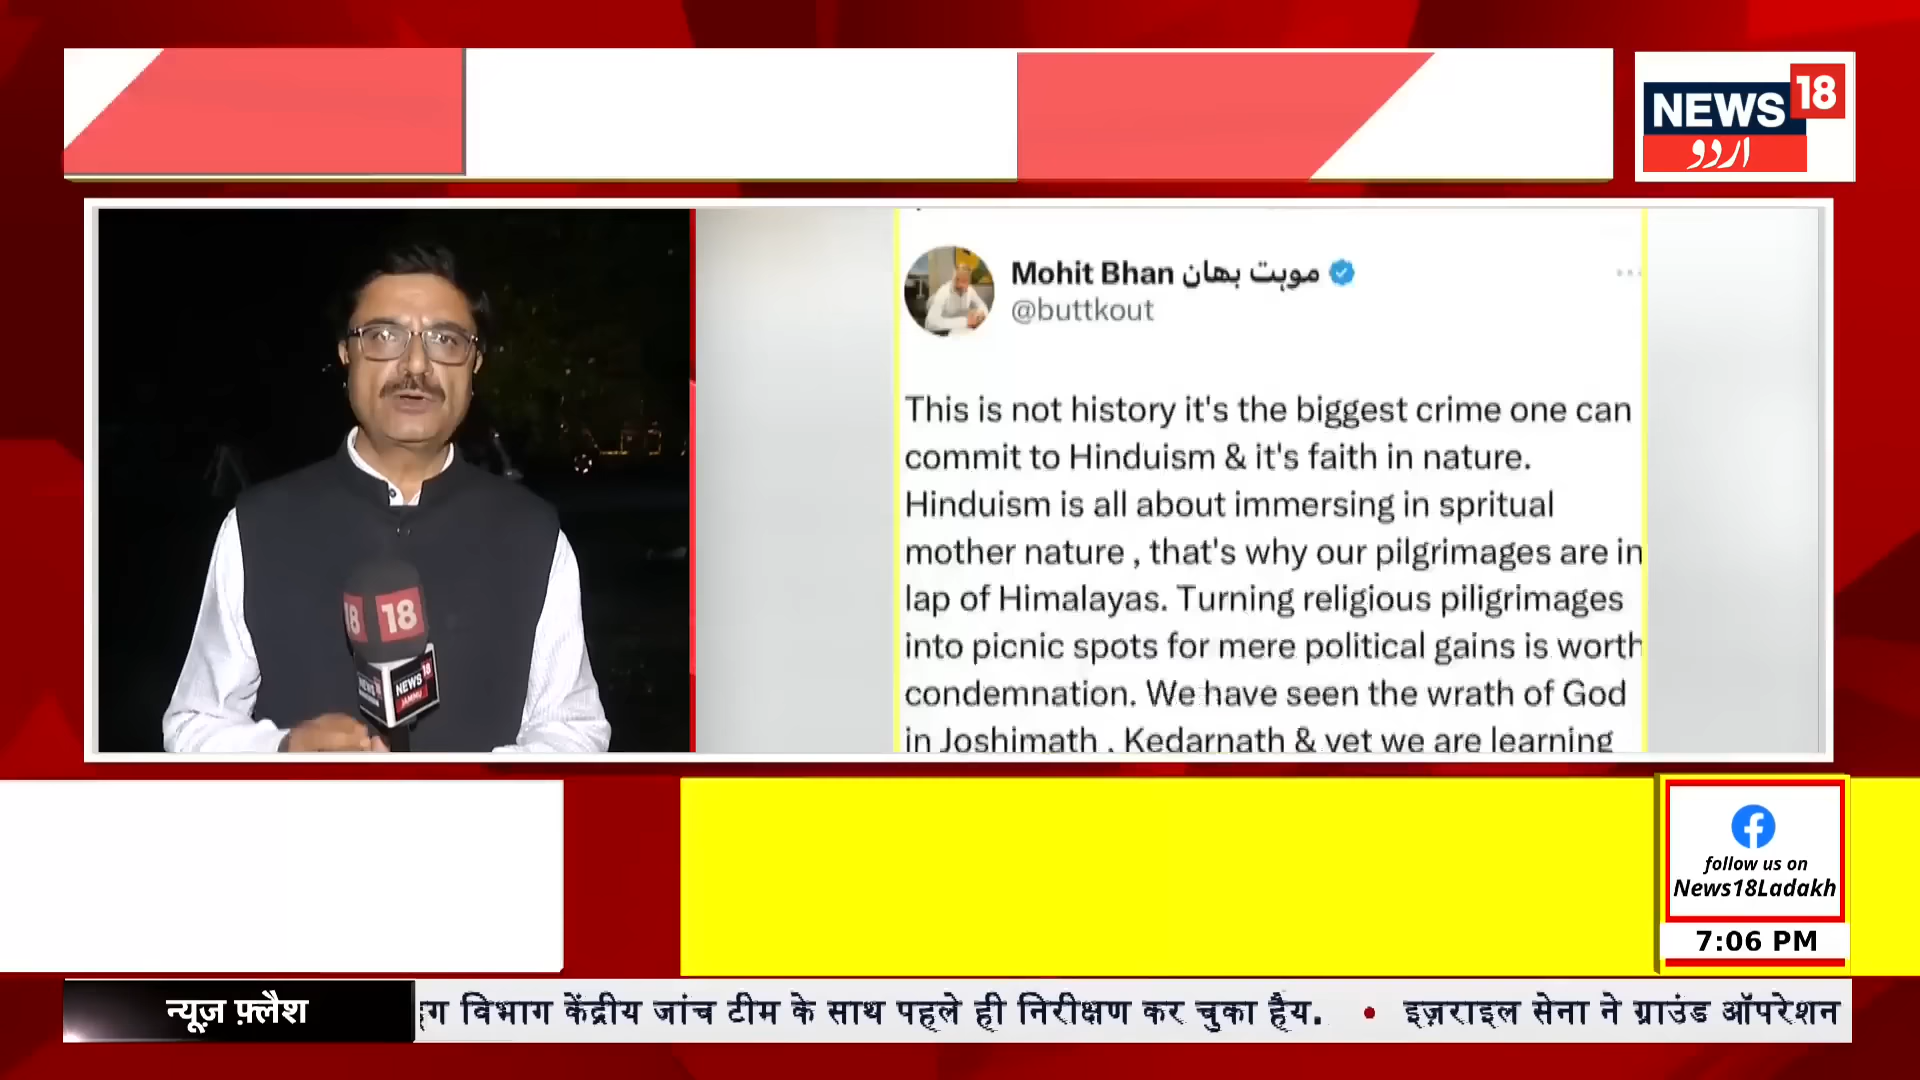 NEWS 18
اردو
Mohit Bhan موہت بھان
@buttkout
This is not history it's the biggest crime one can
commit to Hinduism & it's faith in nature.
Hinduism is all about immersing in spritual
mother nature , that's why our pilgrimages are in
lap of Himalayas. Turning religious piligrimages
into picnic spots for mere political gains is worth
condemnation. We have seen the wrath of God
in Joshimath , Kedarnath & yet we are learning
18 18
NEWS 18
JAMMU
follow us on
News18Ladakh
7:06 PM
न्यूज़ फ़्लैश
विभाग केंद्रीय जांच टीम के साथ पहले ही निरीक्षण कर चुका हैय. • इज़राइल सेना ने ग्राउंड ऑपरेशन